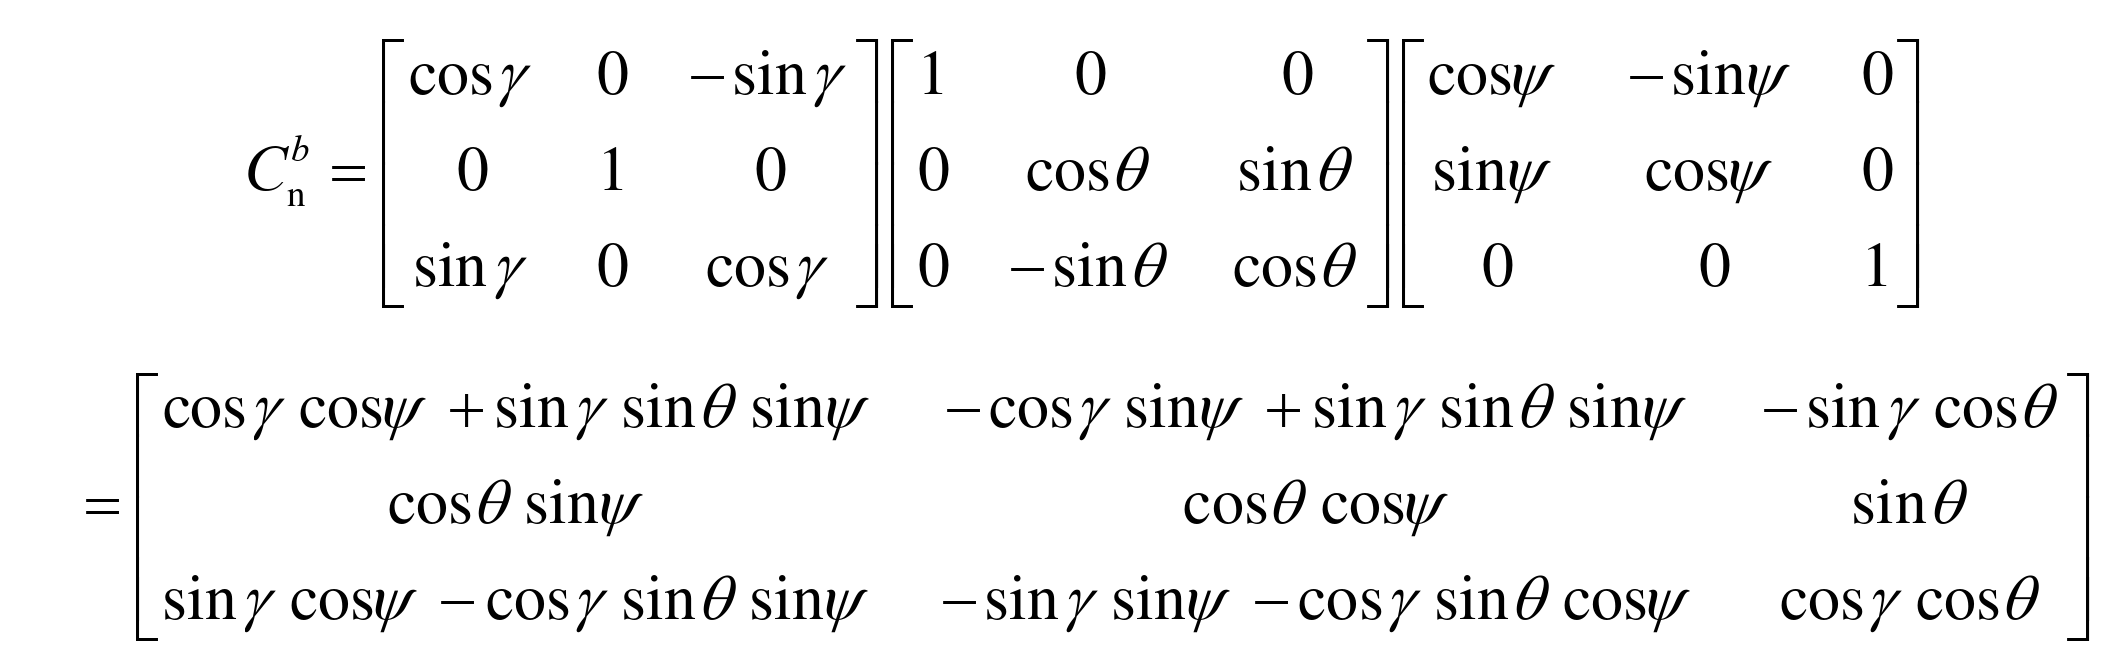 C_n^b = [cosγ 0 −sinγ; 0 1 0; sinγ 0 cosγ] [1 0 0; 0 cosθ sinθ; 0 −sinθ cosθ] [cosψ −sinψ 0; sinψ cosψ 0; 0 0 1]
= [cosγ cosψ + sinγ sinθ sinψ −cosγ sinψ + sinγ sinθ sinψ −sinγ cosθ; cosθ sinψ cosθ cosψ sinθ; sinγ cosψ − cosγ sinθ sinψ −sinγ sinψ − cosγ sinθ cosψ cosγ cosθ]